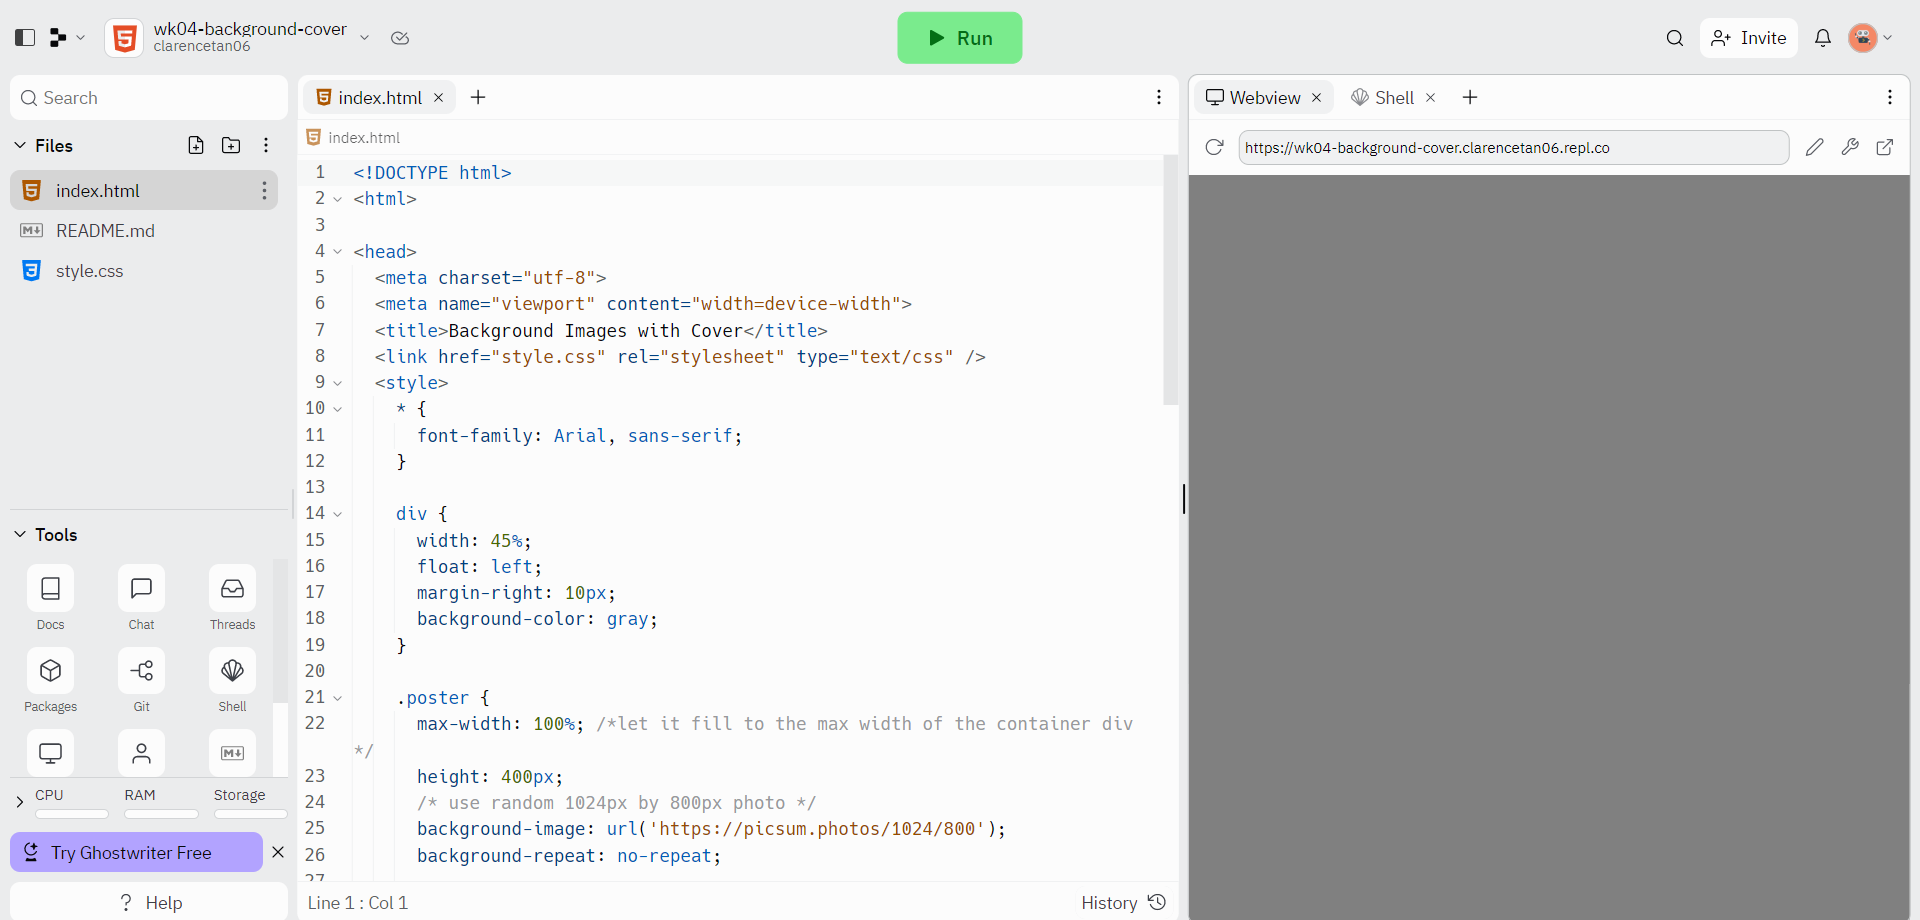 wk04-background-cover
clarencetan06
Run
Invite
Search
Files
index.html
README.md
style.css
Tools
Docs
Chat
Threads
Packages
Git
Shell
CPU
RAM
Storage
Try Ghostwriter Free
Help
index.html
index.html
1 <!DOCTYPE html>
2 <html>
3
4 <head>
5 <meta charset="utf-8">
6 <meta name="viewport" content="width=device-width">
7 <title>Background Images with Cover</title>
8 <link href="style.css" rel="stylesheet" type="text/css" />
9 <style>
10 * {
11 font-family: Arial, sans-serif;
12 }
13
14 div {
15 width: 45%;
16 float: left;
17 margin-right: 10px;
18 background-color: gray;
19 }
20
21 .poster {
22 max-width: 100%; /*let it fill to the max width of the container div
*/
23 height: 400px;
24 /* use random 1024px by 800px photo */
25 background-image: url('https://picsum.photos/1024/800');
26 background-repeat: no-repeat;
27
Line 1 : Col 1
History
Webview
Shell
https://wk04-background-cover.clarencetan06.repl.co